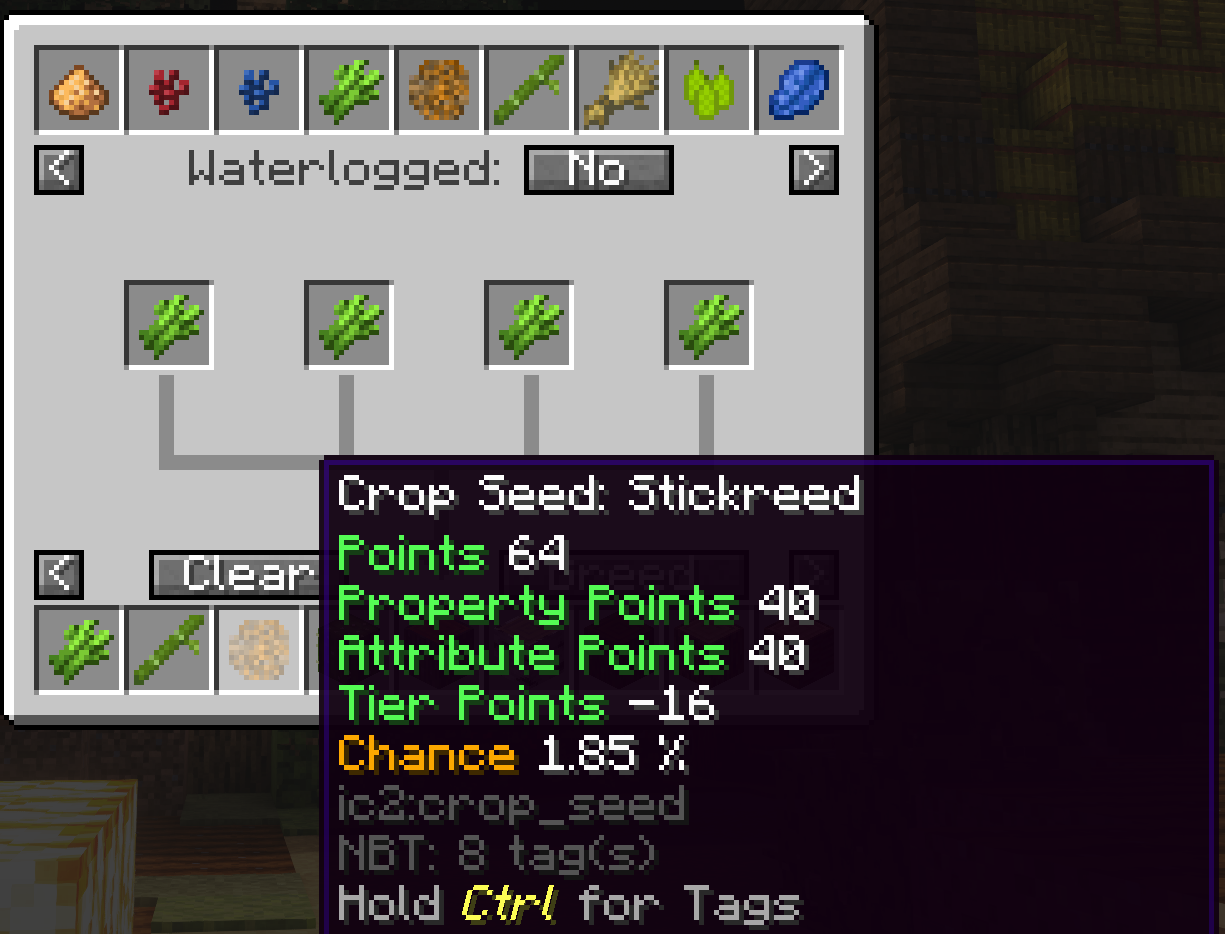 <
Waterlogged: No
>
Crop Seed: Stickreed
Points 64
Property Points 40
Attribute Points 40
Tier Points -16
Chance 1.85 %
ic2:crop_seed
NBT: 8 tag(s)
Hold Ctrl for Tags
<
Clear
Breed
>